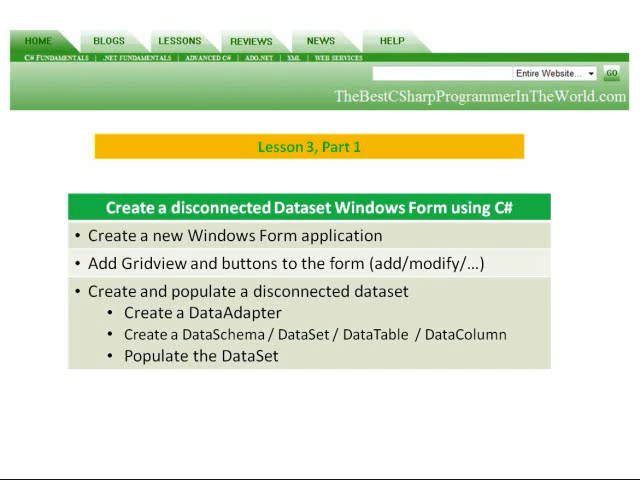 HOME BLOGS LESSONS REVIEWS NEWS HELP
C# FUNDAMENTALS | .NET FUNDAMENTALS | ADVANCED C# | ADO.NET | XML | WEB SERVICES
Entire Website... GO
TheBestCSharpProgrammerInTheWorld.com
Lesson 3, Part 1
Create a disconnected Dataset Windows Form using C#
• Create a new Windows Form application
• Add Gridview and buttons to the form (add/modify/…)
• Create and populate a disconnected dataset
• Create a DataAdapter
• Create a DataSchema / DataSet / DataTable / DataColumn
• Populate the DataSet